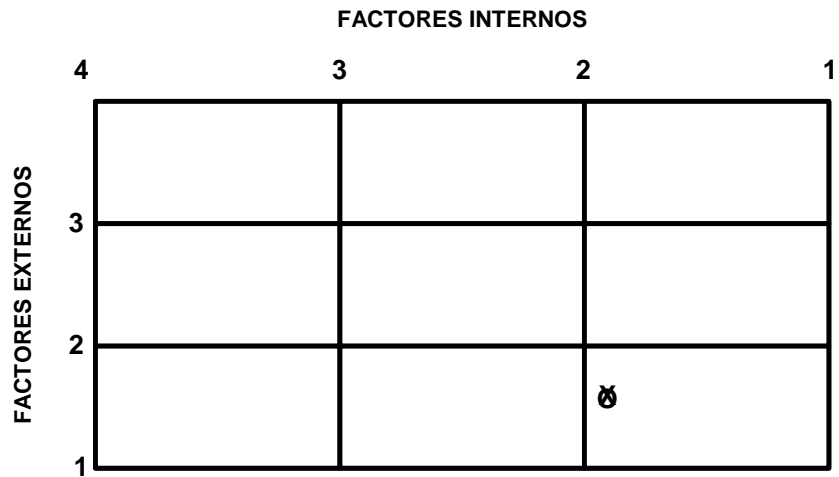 FACTORES INTERNOS
4 3 2 1
FACTORES EXTERNOS
3
2
1